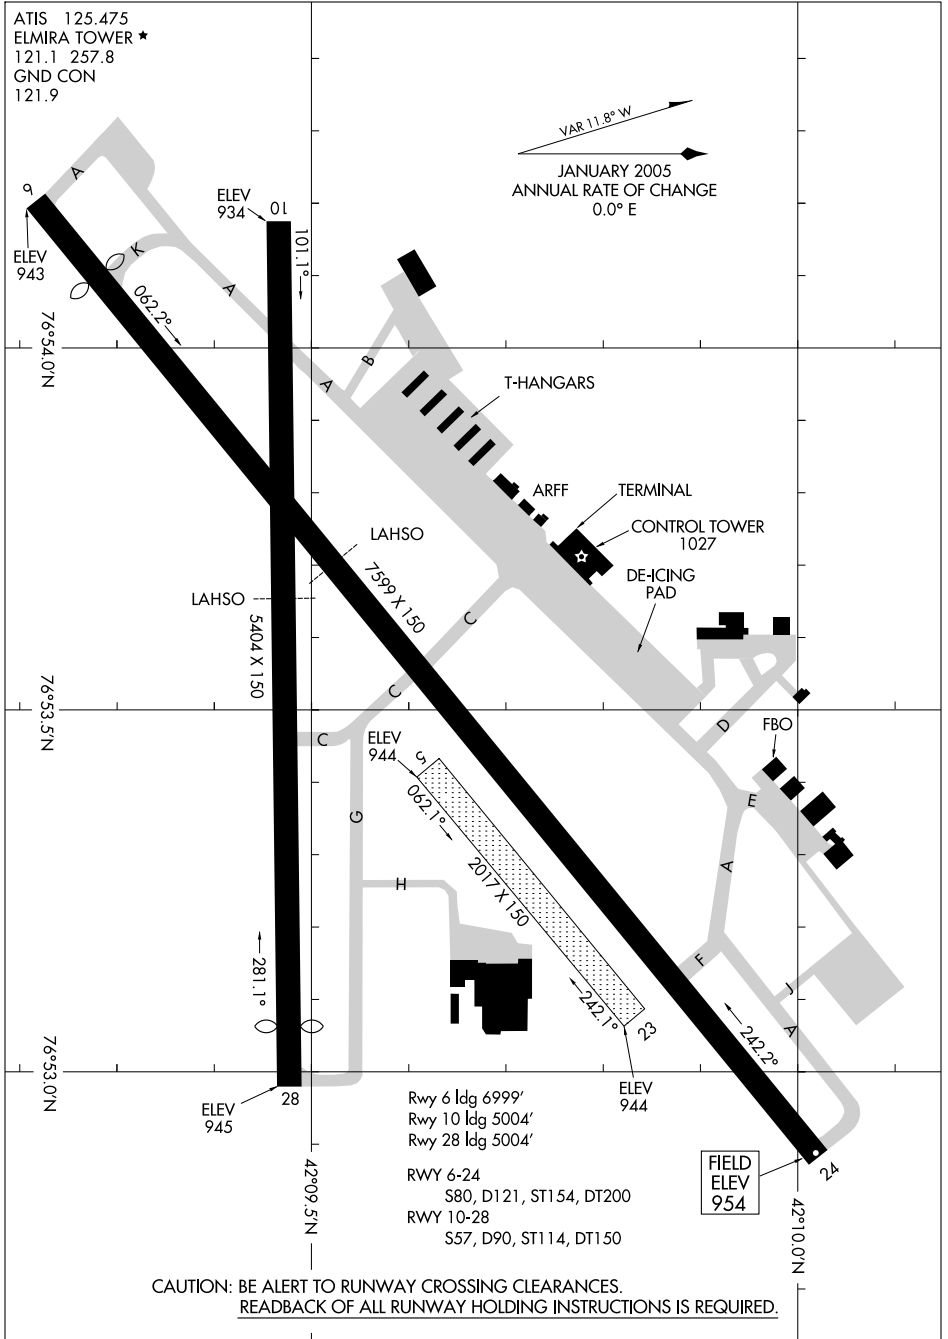 ATIS 125.475
ELMIRA TOWER ★
121.1 257.8
GND CON
121.9
VAR 11.8° W
JANUARY 2005
ANNUAL RATE OF CHANGE
0.0° E
A
6
ELEV
943
K
062.2°
ELEV
934
10
101.1°
A
76°54.0'N
A
B
T-HANGARS
ARFF
TERMINAL
CONTROL TOWER
1027
DE-ICING
PAD
LAHSO
LAHSO
7599 X 150
5404 X 150
C
C
C
76°53.5'N
D
FBO
E
A
ELEV
944
5
062.1°
2017 X 150
G
H
F
J
A
281.1°
242.1°
23
242.2°
76°53.0'N
ELEV
945
28
ELEV
944
Rwy 6 ldg 6999'
Rwy 10 ldg 5004'
Rwy 28 ldg 5004'
RWY 6-24
S80, D121, ST154, DT200
RWY 10-28
S57, D90, ST114, DT150
FIELD
ELEV
954
24
42°09.5'N
42°10.0'N
CAUTION: BE ALERT TO RUNWAY CROSSING CLEARANCES.
READBACK OF ALL RUNWAY HOLDING INSTRUCTIONS IS REQUIRED.